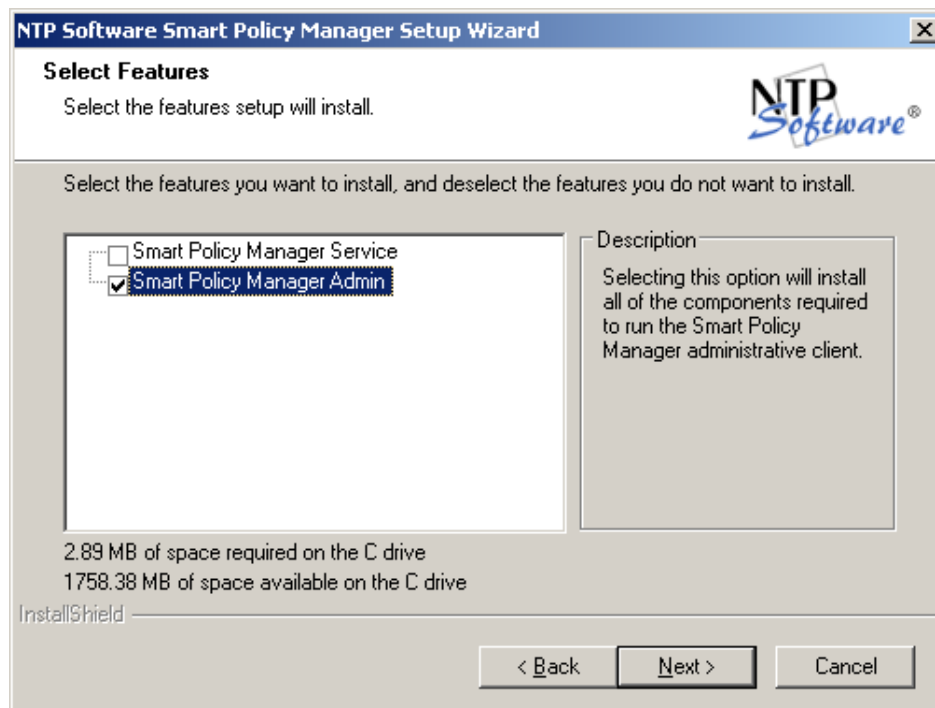 NTP Software Smart Policy Manager Setup Wizard
Select Features
Select the features setup will install.
NTP
Software®
Select the features you want to install, and deselect the features you do not want to install.
Smart Policy Manager Service
Smart Policy Manager Admin
Description
Selecting this option will install
all of the components required
to run the Smart Policy
Manager administrative client.
2.89 MB of space required on the C drive
1758.38 MB of space available on the C drive
InstallShield
< Back
Next >
Cancel